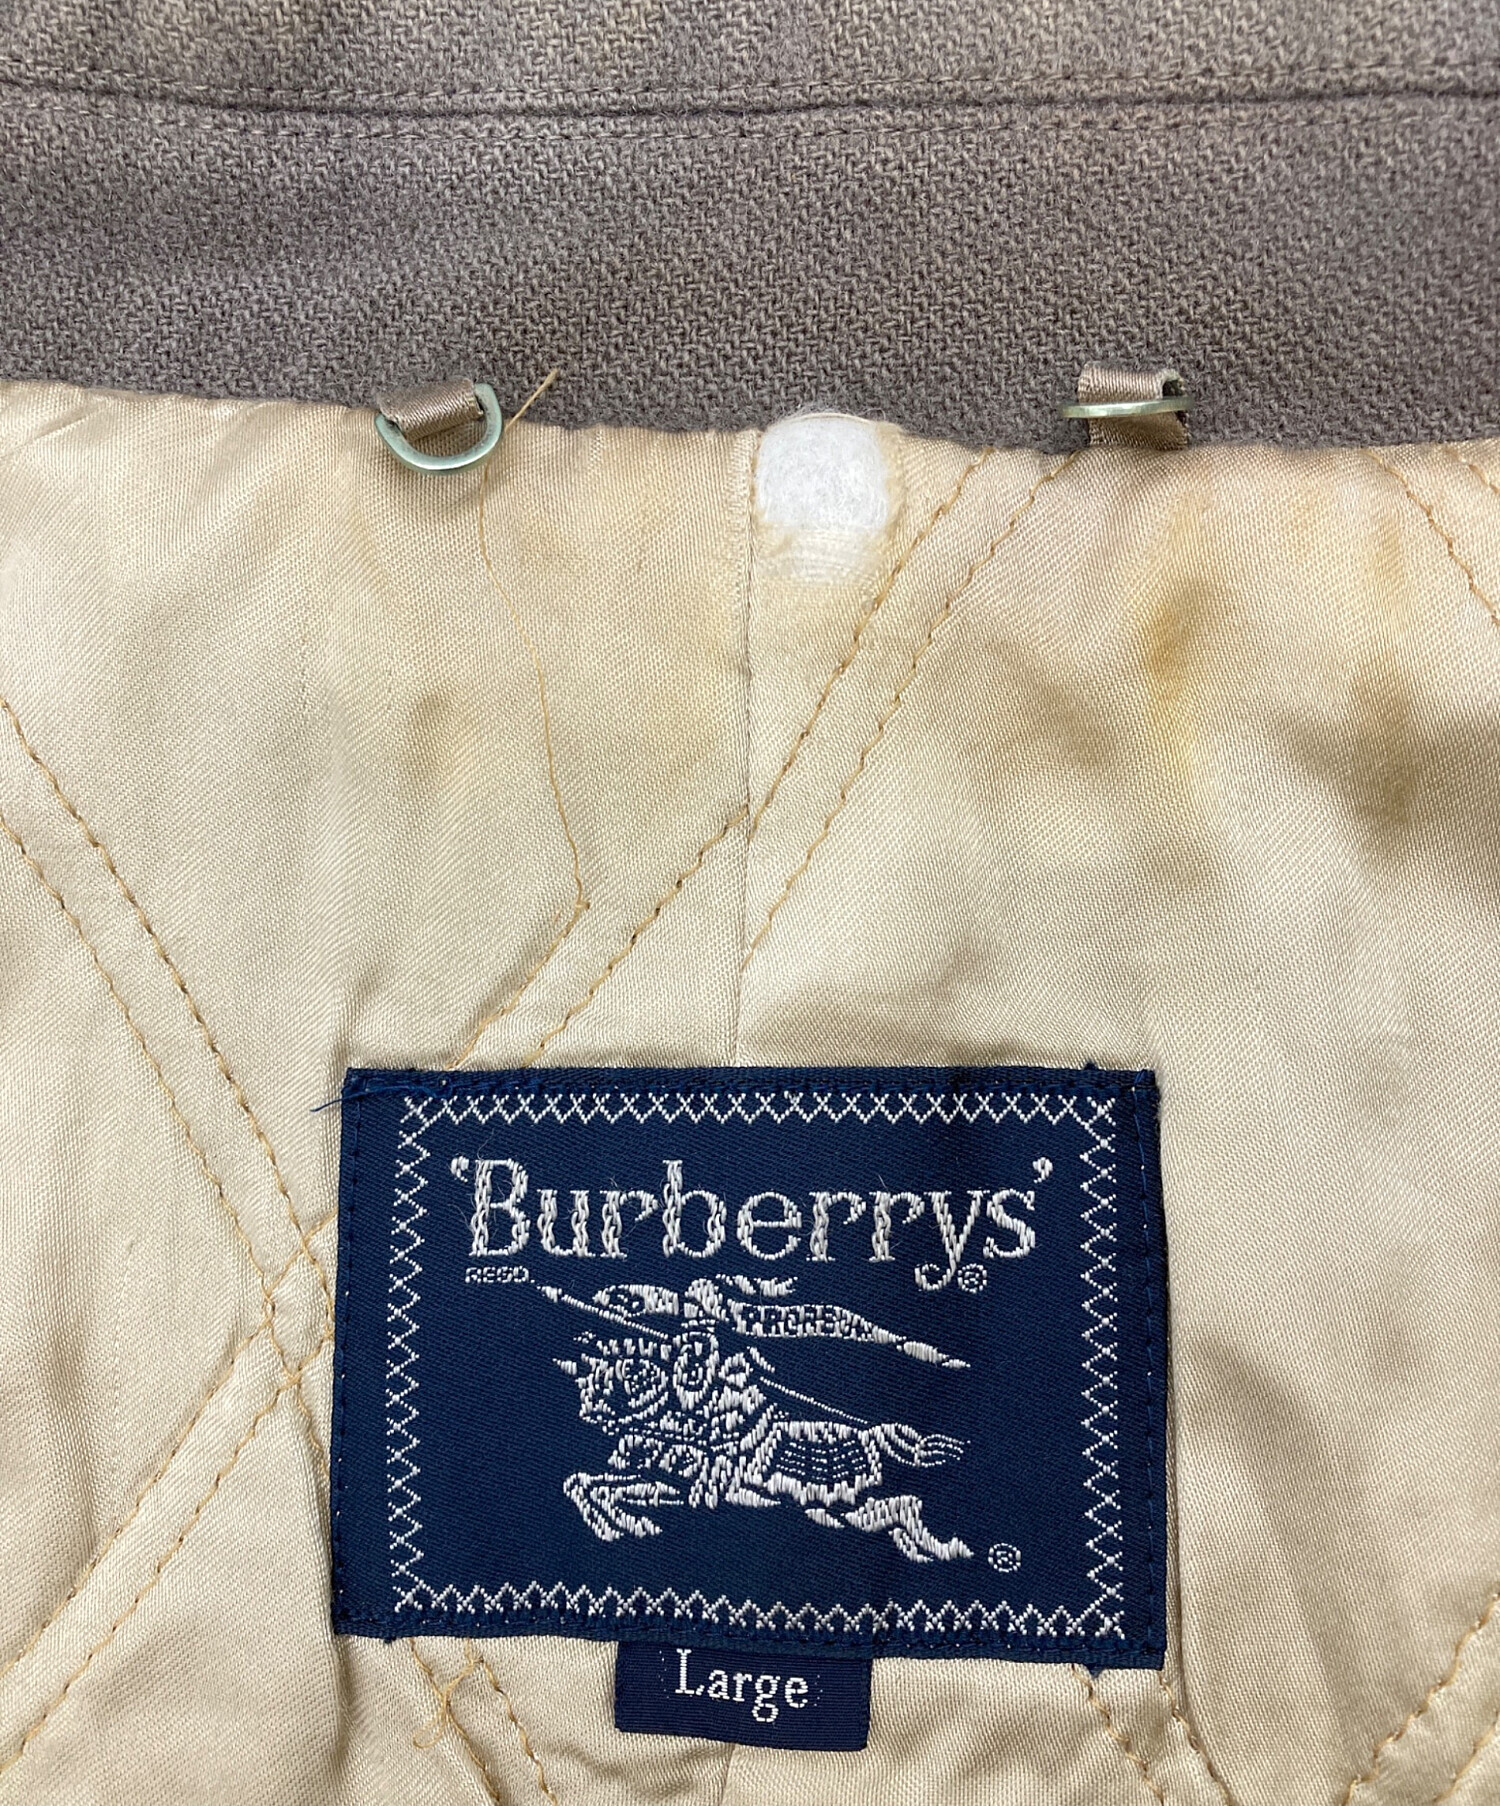 'Burberrys'
REGD. ®
PRORSUM
®
Large